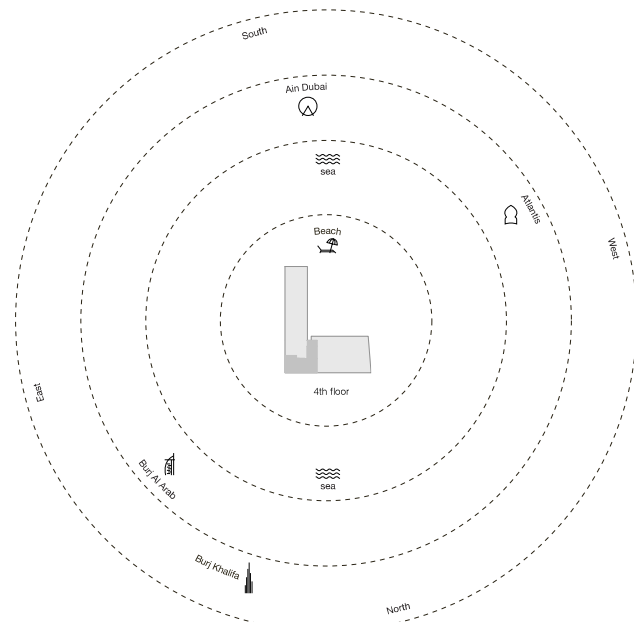 South
Ain Dubai
sea
Atlantis
Beach
West
4th floor
East
Burj Al Arab
sea
Burj Khalifa
North